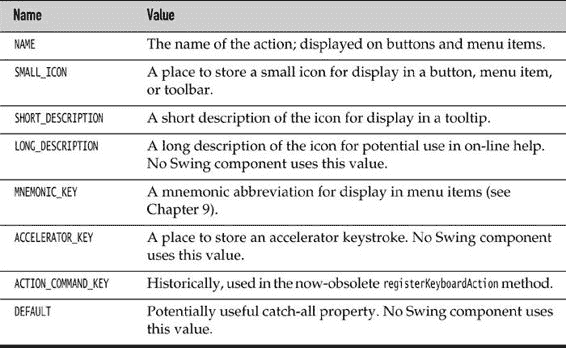 Name Value
NAME The name of the action; displayed on buttons and menu items.
SMALL_ICON A place to store a small icon for display in a button, menu item,
or toolbar.
SHORT_DESCRIPTION A short description of the icon for display in a tooltip.
LONG_DESCRIPTION A long description of the icon for potential use in on-line help.
No Swing component uses this value.
MNEMONIC_KEY A mnemonic abbreviation for display in menu items (see
Chapter 9).
ACCELERATOR_KEY A place to store an accelerator keystroke. No Swing component
uses this value.
ACTION_COMMAND_KEY Historically, used in the now-obsolete registerKeyboardAction method.
DEFAULT Potentially useful catch-all property. No Swing component uses
this value.